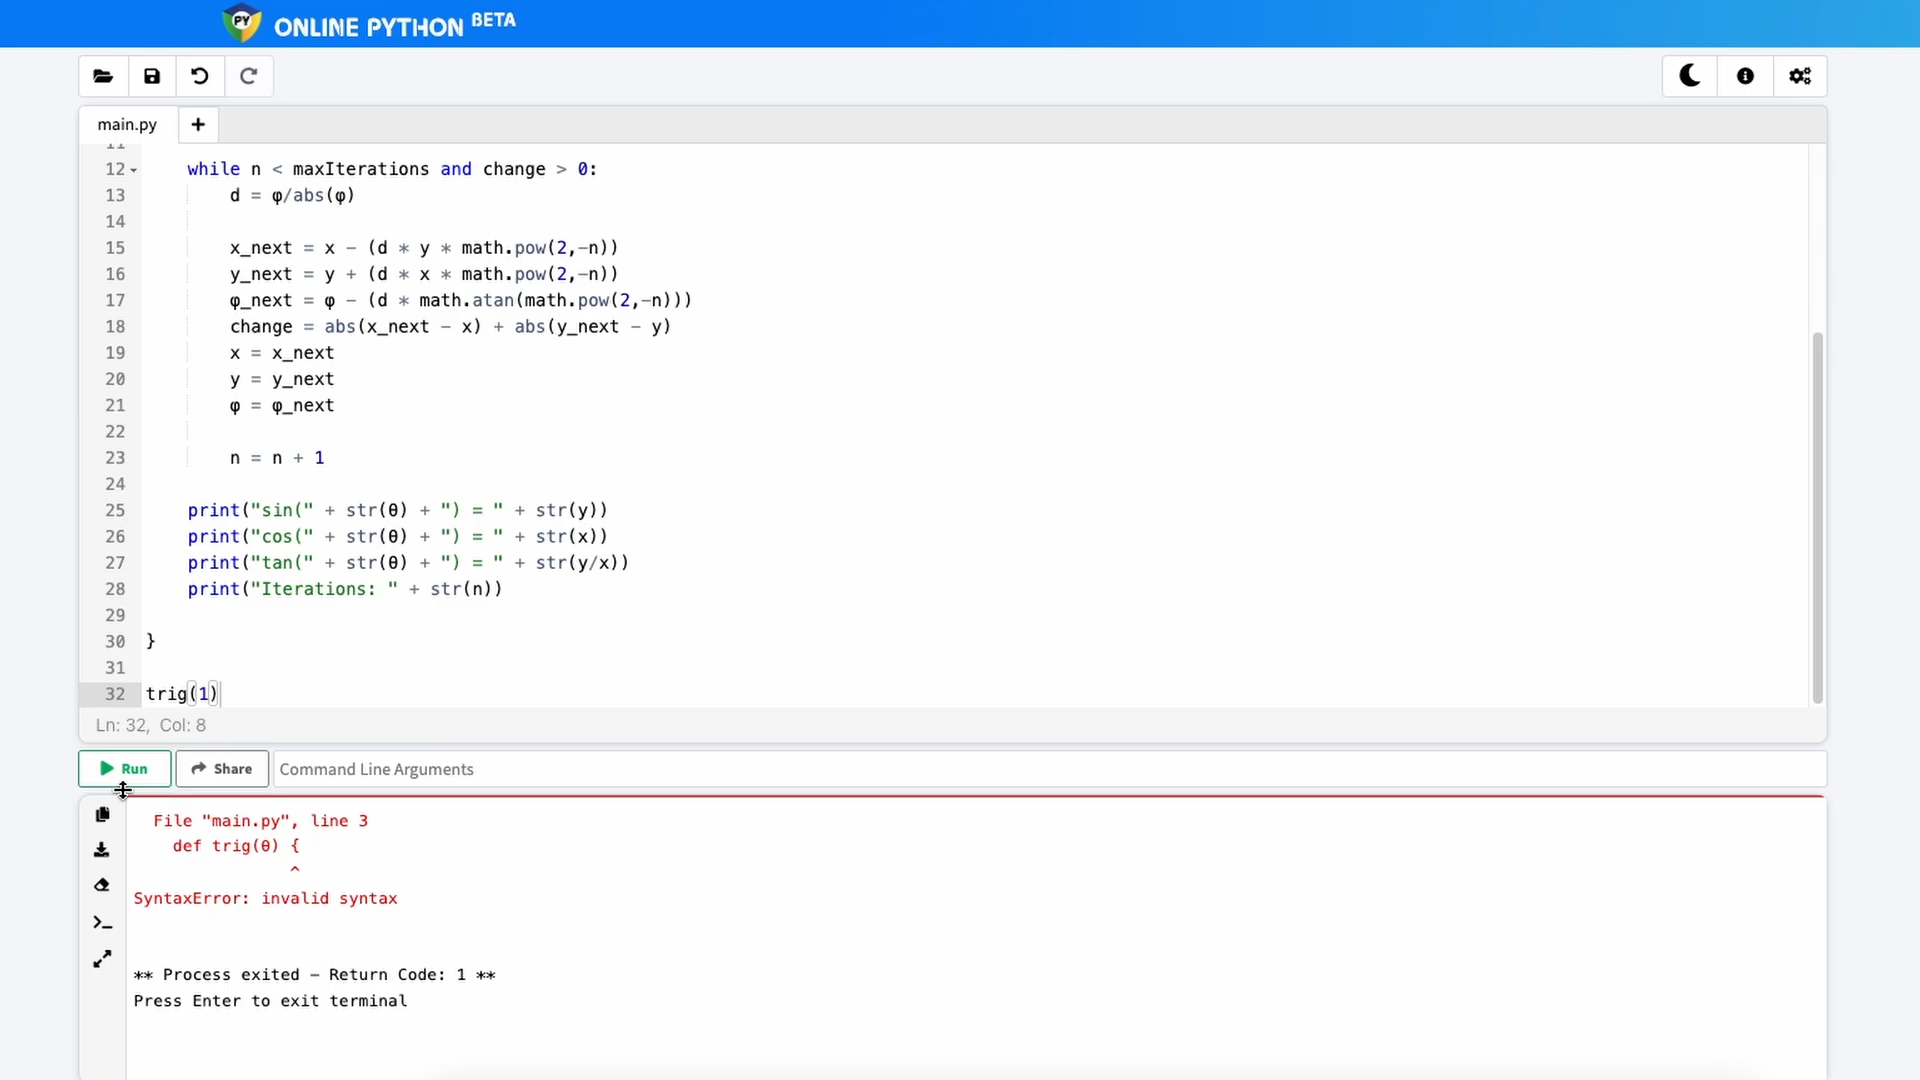 PY ONLINE PYTHON BETA
main.py +
11
12 while n < maxIterations and change > 0:
13 d = φ/abs(φ)
14
15 x_next = x − (d * y * math.pow(2,−n))
16 y_next = y + (d * x * math.pow(2,−n))
17 φ_next = φ − (d * math.atan(math.pow(2,−n)))
18 change = abs(x_next − x) + abs(y_next − y)
19 x = x_next
20 y = y_next
21 φ = φ_next
22
23 n = n + 1
24
25 print("sin(" + str(θ) + ") = " + str(y))
26 print("cos(" + str(θ) + ") = " + str(x))
27 print("tan(" + str(θ) + ") = " + str(y/x))
28 print("Iterations: " + str(n))
29
30 }
31
32 trig(1)
Ln: 32, Col: 8
Run Share Command Line Arguments
File "main.py", line 3
def trig(θ) {
^
SyntaxError: invalid syntax
** Process exited − Return Code: 1 **
Press Enter to exit terminal